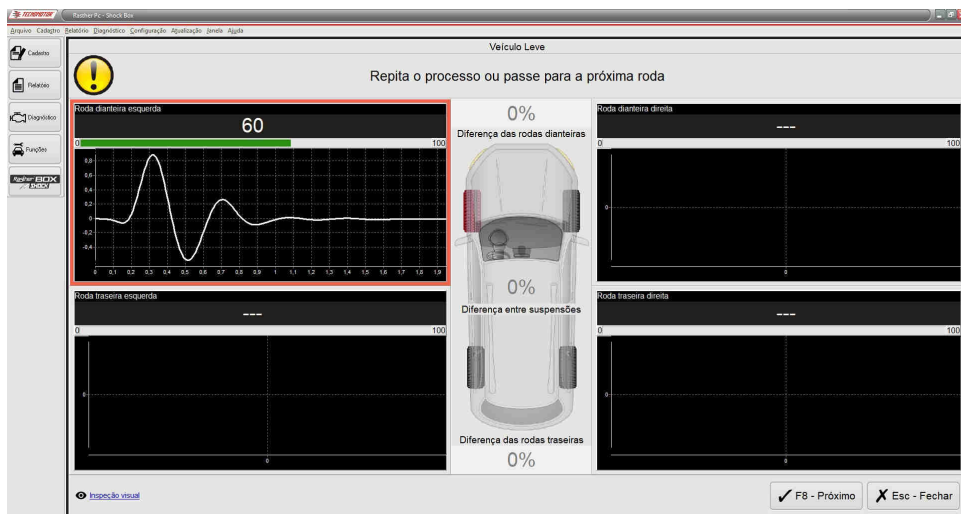 TECNOMOTOR
Rasther Pc - Shock Box
Arquivo Cadastro Relatório Diagnóstico Configuração Atualização Janela Ajuda
Cadastro
Relatório
Diagnóstico
Funções
Rasther BOX
SHOCK
Veículo Leve
Repita o processo ou passe para a próxima roda
Roda dianteira esquerda
60
0 100
0,8
0,6
0,4
0,2
0
-0,2
-0,4
0 0,1 0,2 0,3 0,4 0,5 0,6 0,7 0,8 0,9 1 1,1 1,2 1,3 1,4 1,5 1,6 1,7 1,8 1,9
0%
Diferença das rodas dianteiras
Roda dianteira direita
---
0 100
0
0
0%
Diferença entre suspensões
Roda traseira esquerda
---
0 100
0
0
Diferença das rodas traseiras
0%
Roda traseira direita
---
0 100
0
0
Inspeção visual
F8 - Próximo
Esc - Fechar